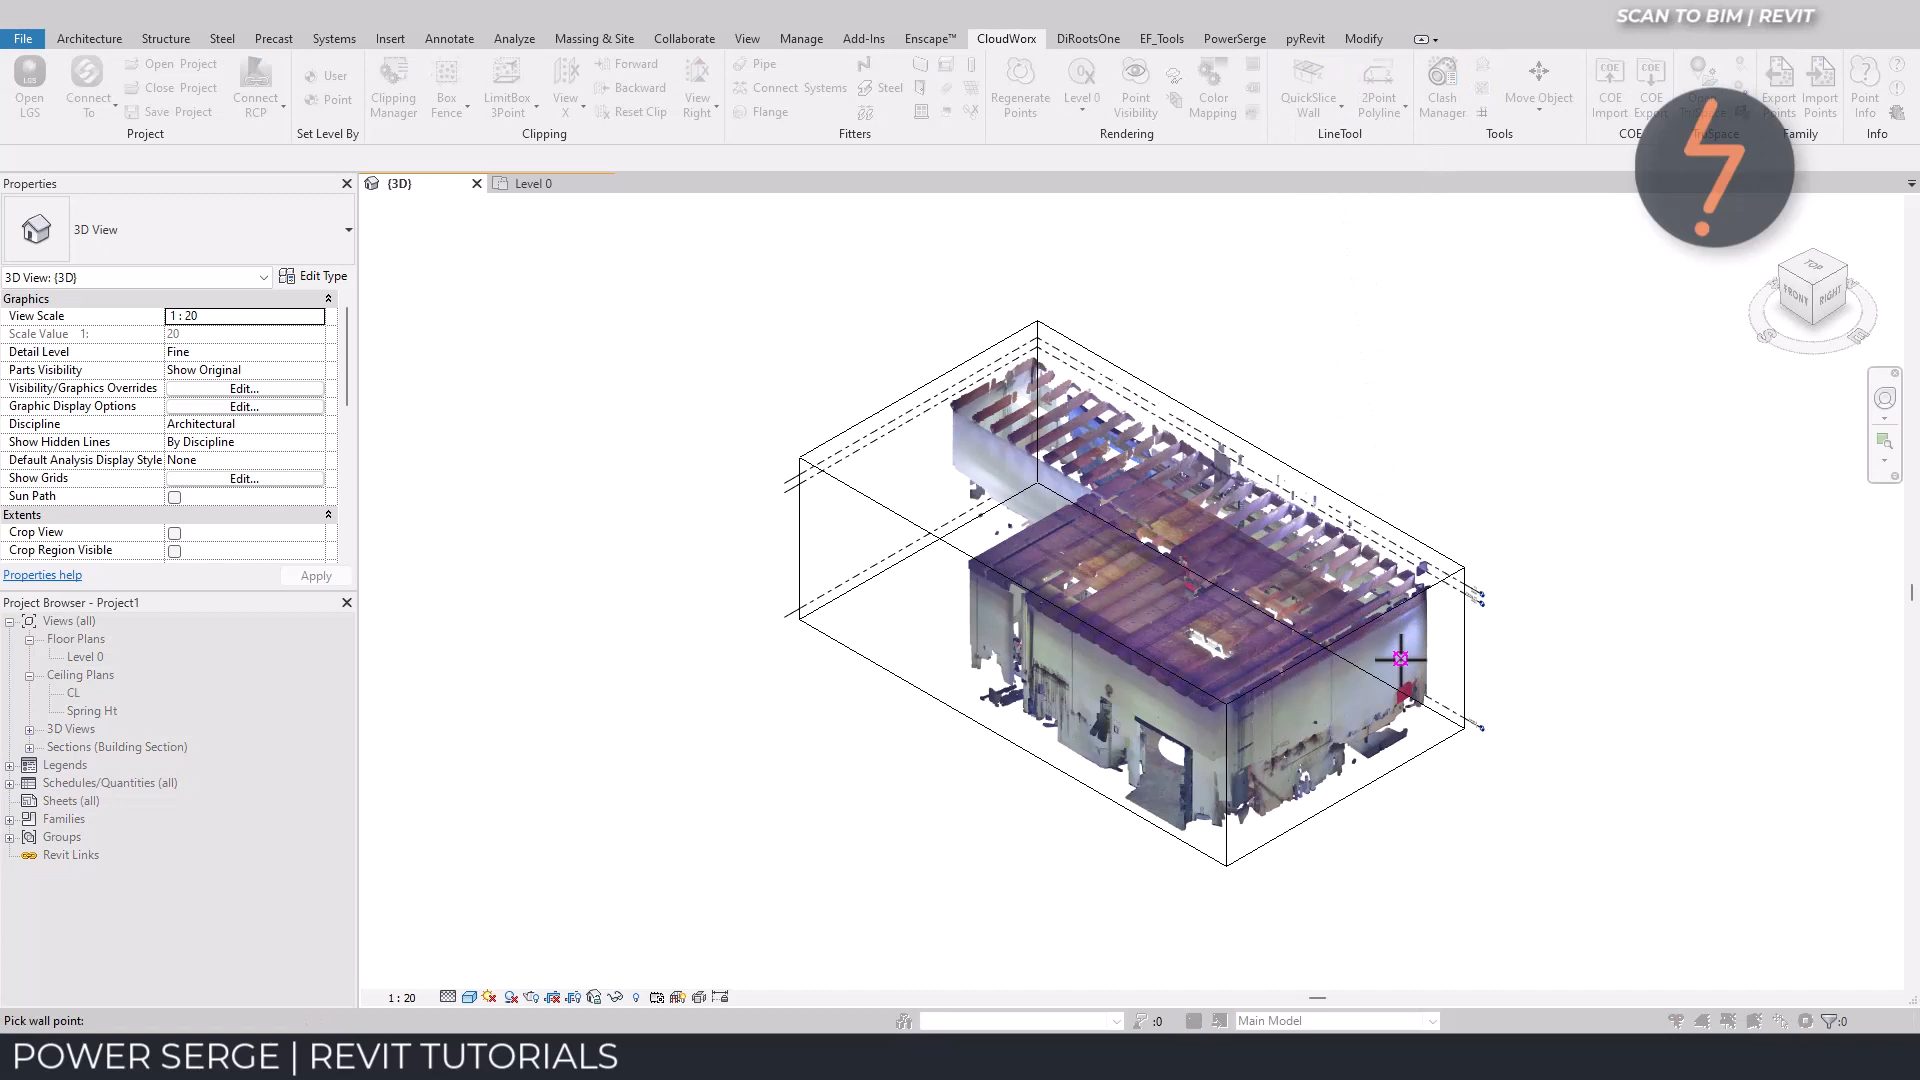 SCAN TO BIM | REVIT
File Architecture Structure Steel Precast Systems Insert Annotate Analyze Massing & Site Collaborate View Manage Add-Ins Enscape™ CloudWorx DiRootsOne EF_Tools PowerSerge pyRevit Modify
Open LGS
Connect To
Open Project
Close Project
Save Project
Connect RCP
Project
User
Point
Set Level By
Clipping Manager
Box Fence
LimitBox 3Point
View X
Forward
Backward
Reset Clip
View Right
Clipping
Pipe
Connect Systems
Flange
Steel
Fitters
Regenerate Points
Level 0
Point Visibility
Color Mapping
Rendering
QuickSlice Wall
2Point Polyline
LineTool
Clash Manager
Move Object
Tools
COE Import
COE Export
COE
TruSpace
Export Points
Import Points
Family
Point Info
Info
Properties
{3D}
Level 0
3D View
3D View: {3D}
Edit Type
Graphics
View Scale 1 : 20
Scale Value 1: 20
Detail Level Fine
Parts Visibility Show Original
Visibility/Graphics Overrides Edit...
Graphic Display Options Edit...
Discipline Architectural
Show Hidden Lines By Discipline
Default Analysis Display Style None
Show Grids Edit...
Sun Path
Extents
Crop View
Crop Region Visible
Properties help
Apply
TOP
FRONT
RIGHT
S
E
Project Browser - Project1
Views (all)
Floor Plans
Level 0
Ceiling Plans
CL
Spring Ht
3D Views
Sections (Building Section)
Legends
Schedules/Quantities (all)
Sheets (all)
Families
Groups
Revit Links
1 : 20
Pick wall point:
:0
Main Model
:0
POWER SERGE | REVIT TUTORIALS